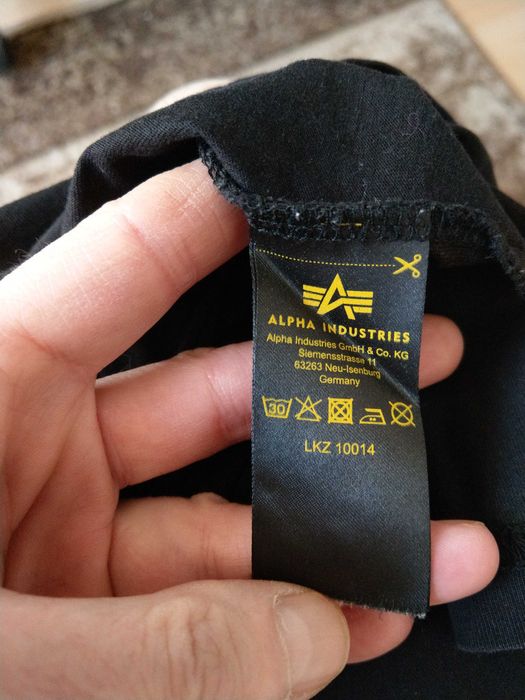 ALPHA INDUSTRIES
Alpha Industries GmbH & Co. KG
Siemensstrasse 11
63263 Neu-Isenburg
Germany
30
LKZ 10014